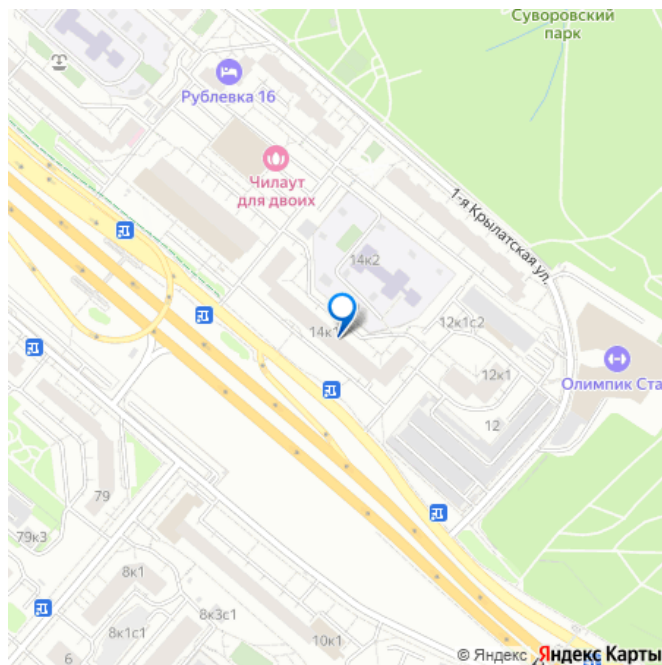 Суворовский
парк
Рублевка 16
Чилаут
для двоих
1-я Крылатская ул.
14к2
14к1
12к1с2
12к1
Олимпик Ста
12
79
79к3
8к1
8к3с1
8к1с1
10к1
6
© Яндекс Яндекс Карты